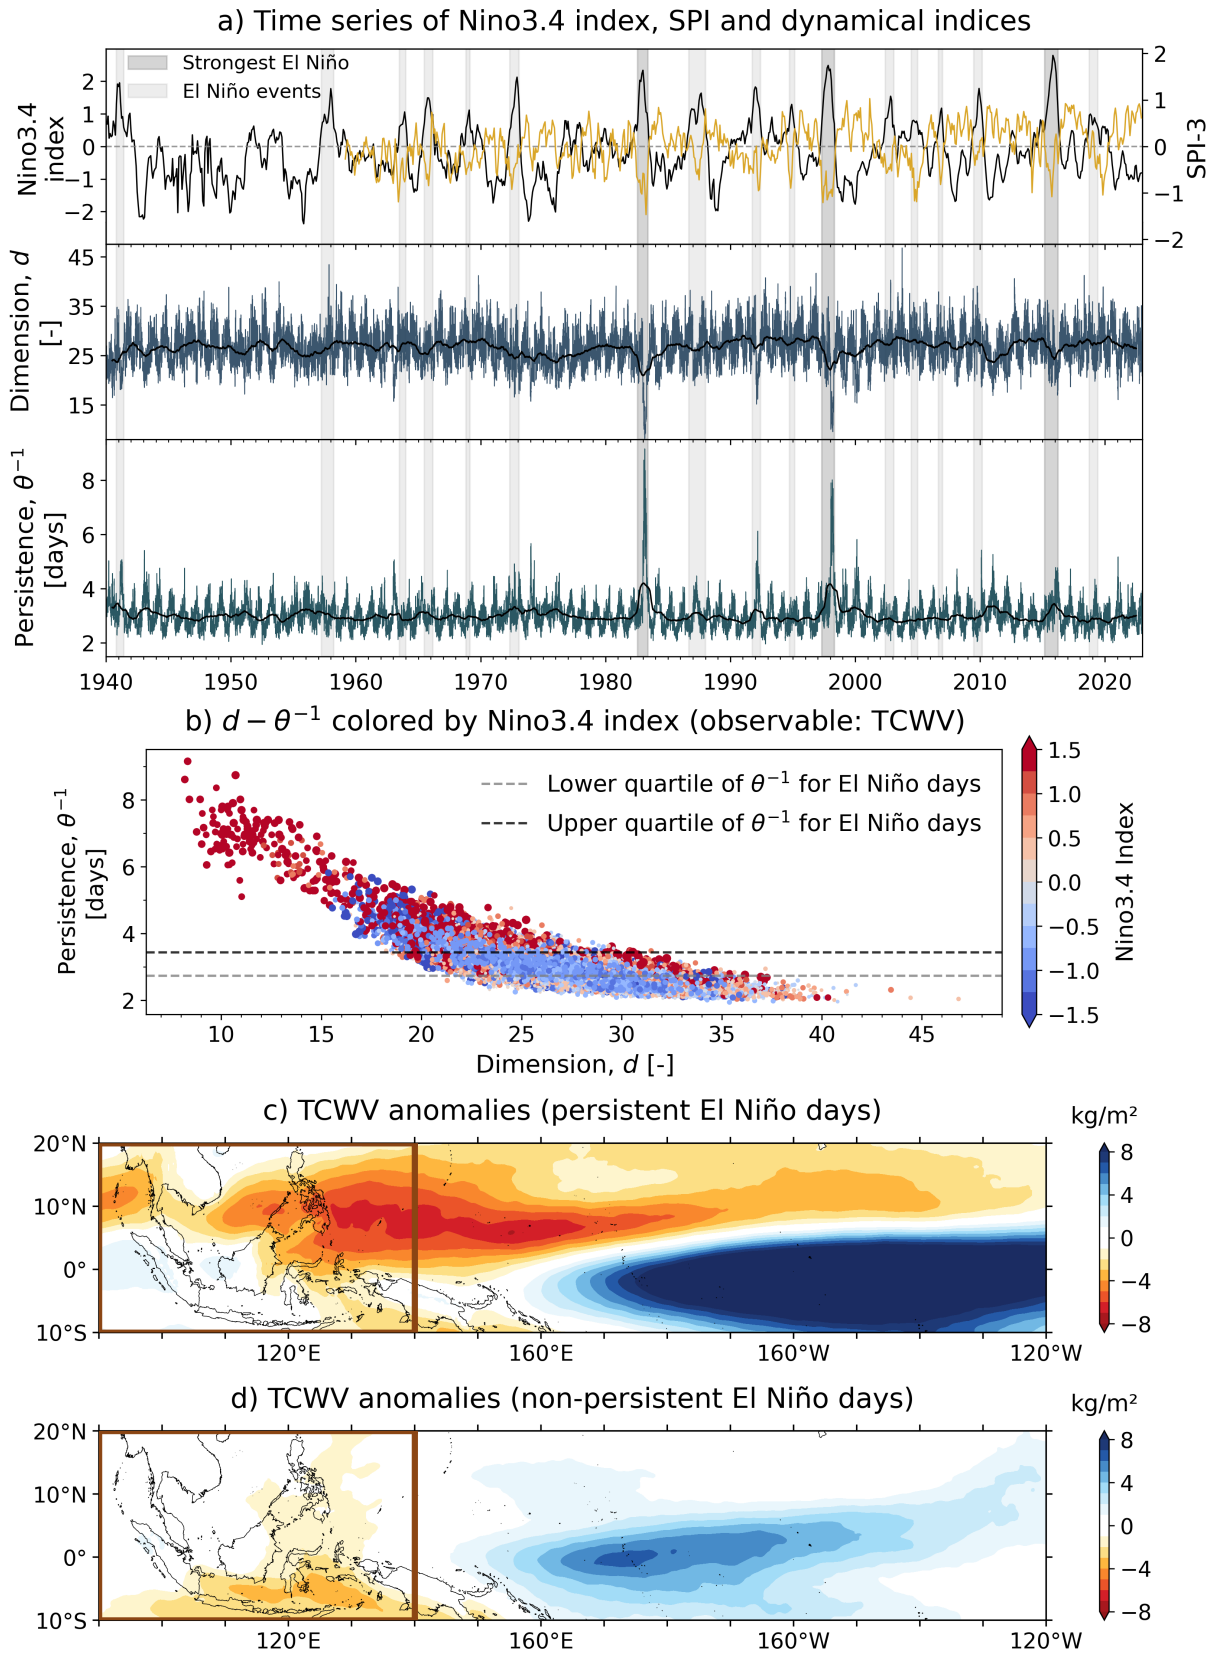 a) Time series of Nino3.4 index, SPI and dynamical indices
Strongest El Niño
El Niño events
Nino3.4
index
2
1
0
−1
−2
2
1
0
−1
−2
SPI-3
Dimension, d
[-]
45
35
25
15
Persistence, θ⁻¹
[days]
8
6
4
2
1940 1950 1960 1970 1980 1990 2000 2010 2020
b) d − θ⁻¹ colored by Nino3.4 index (observable: TCWV)
Lower quartile of θ⁻¹ for El Niño days
Upper quartile of θ⁻¹ for El Niño days
Persistence, θ⁻¹
[days]
8
6
4
2
10 15 20 25 30 35 40 45
Dimension, d [-]
1.5
1.0
0.5
0.0
−0.5
−1.0
−1.5
Nino3.4 Index
c) TCWV anomalies (persistent El Niño days)
kg/m²
20°N
10°N
0°
10°S
120°E 160°E 160°W 120°W
8
4
0
−4
−8
d) TCWV anomalies (non-persistent El Niño days)
kg/m²
20°N
10°N
0°
10°S
120°E 160°E 160°W 120°W
8
4
0
−4
−8